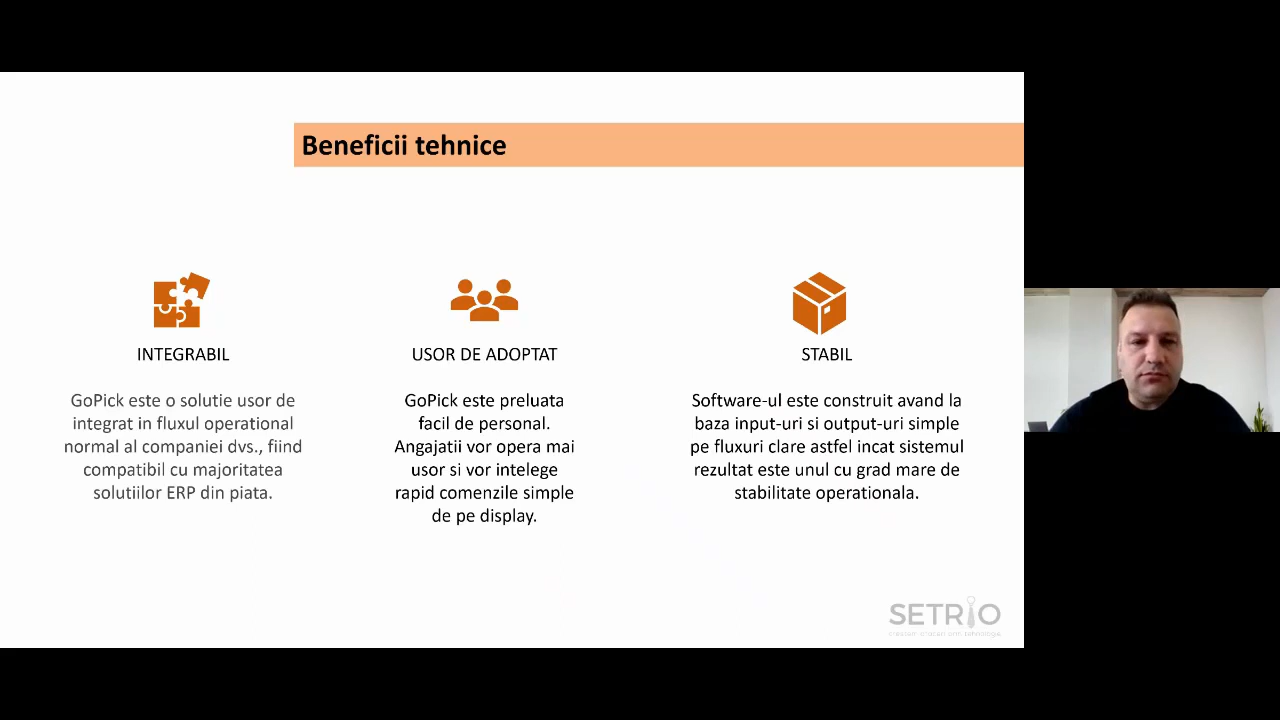 Beneficii tehnice
INTEGRABIL
GoPick este o solutie usor de
integrat in fluxul operational
normal al companiei dvs., fiind
compatibil cu majoritatea
solutiilor ERP din piata.
USOR DE ADOPTAT
GoPick este preluata
facil de personal.
Angajatii vor opera mai
usor si vor intelege
rapid comenzile simple
de pe display.
STABIL
Software-ul este construit avand la
baza input-uri si output-uri simple
pe fluxuri clare astfel incat sistemul
rezultat este unul cu grad mare de
stabilitate operationala.
SETRIO
crestem afaceri prin tehnologie.